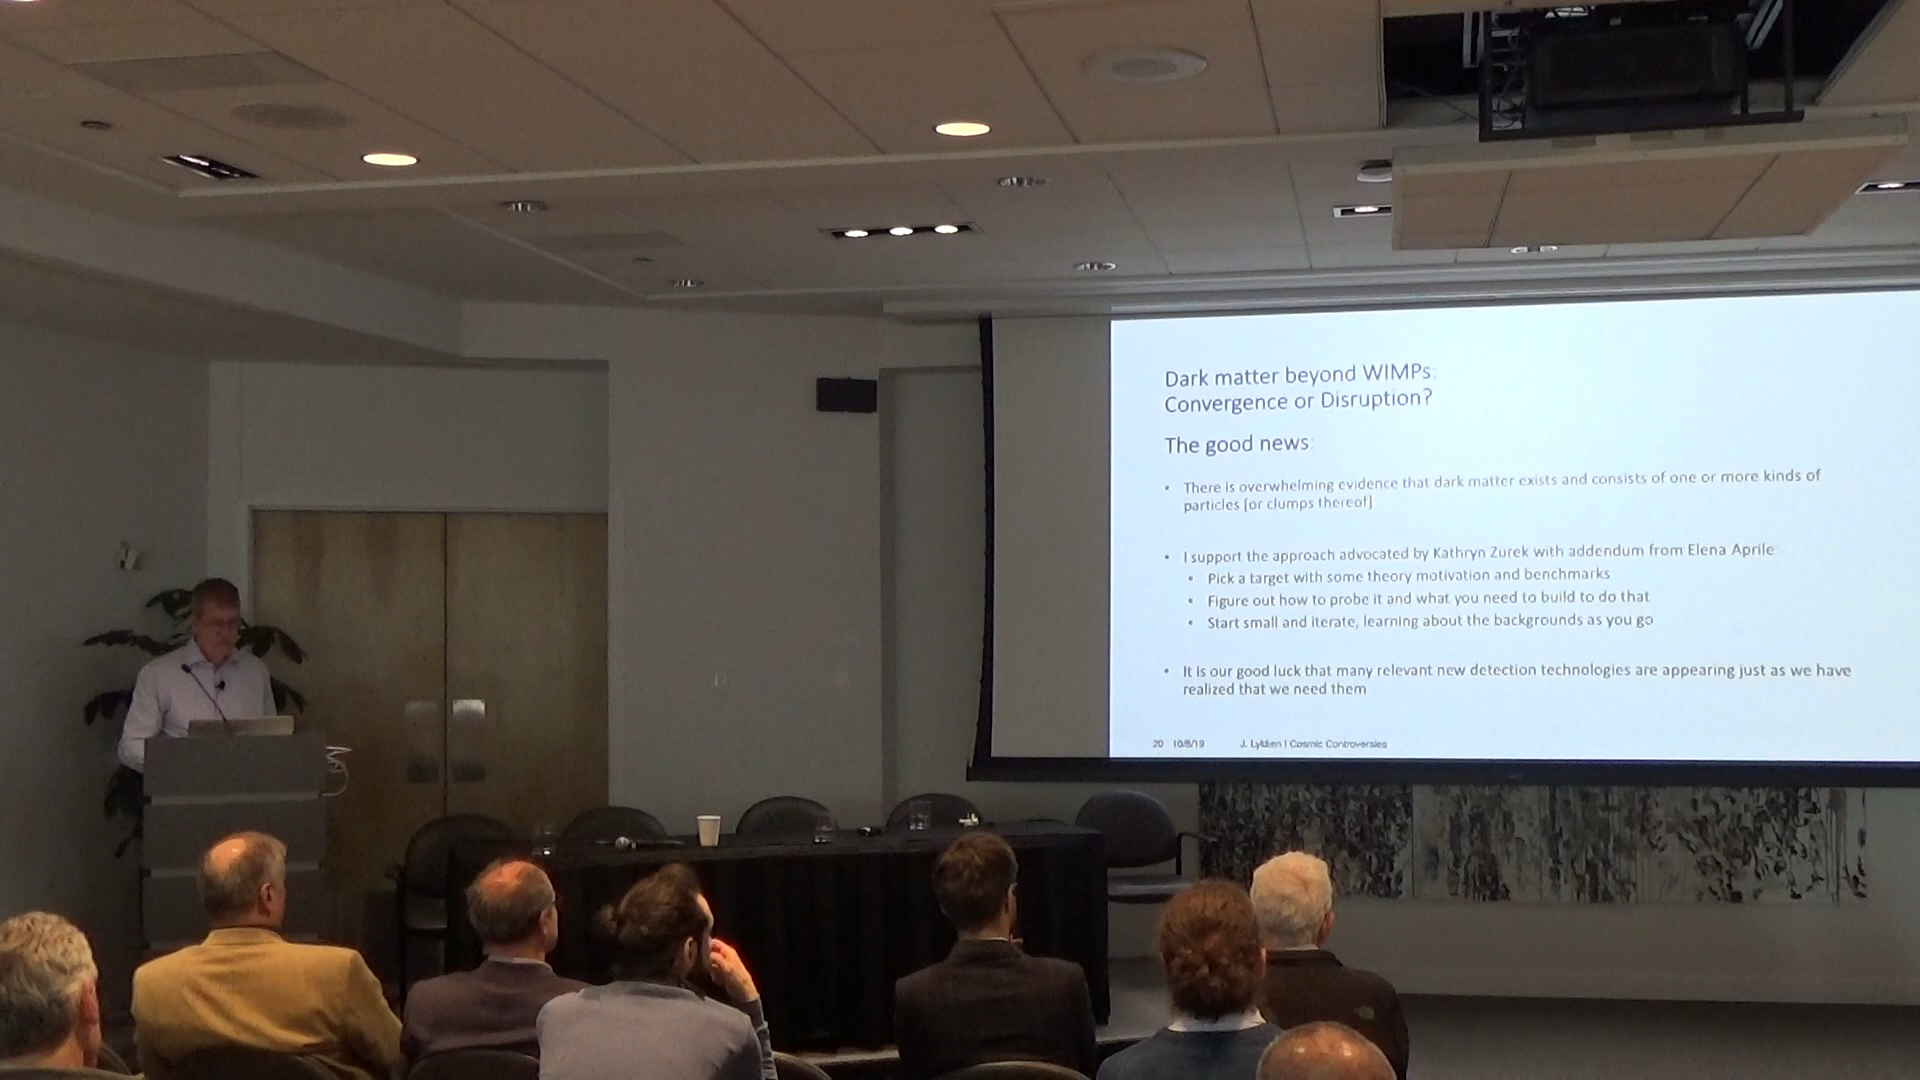 Dark matter beyond WIMPs:
Convergence or Disruption?
The good news:
• There is overwhelming evidence that dark matter exists and consists of one or more kinds of
particles [or clumps thereof]
• I support the approach advocated by Kathryn Zurek with addendum from Elena Aprile:
• Pick a target with some theory motivation and benchmarks
• Figure out how to probe it and what you need to build to do that
• Start small and iterate, learning about the backgrounds as you go
• It is our good luck that many relevant new detection technologies are appearing just as we have
realized that we need them
20 10/8/19 J. Lykken | Cosmic Controversies